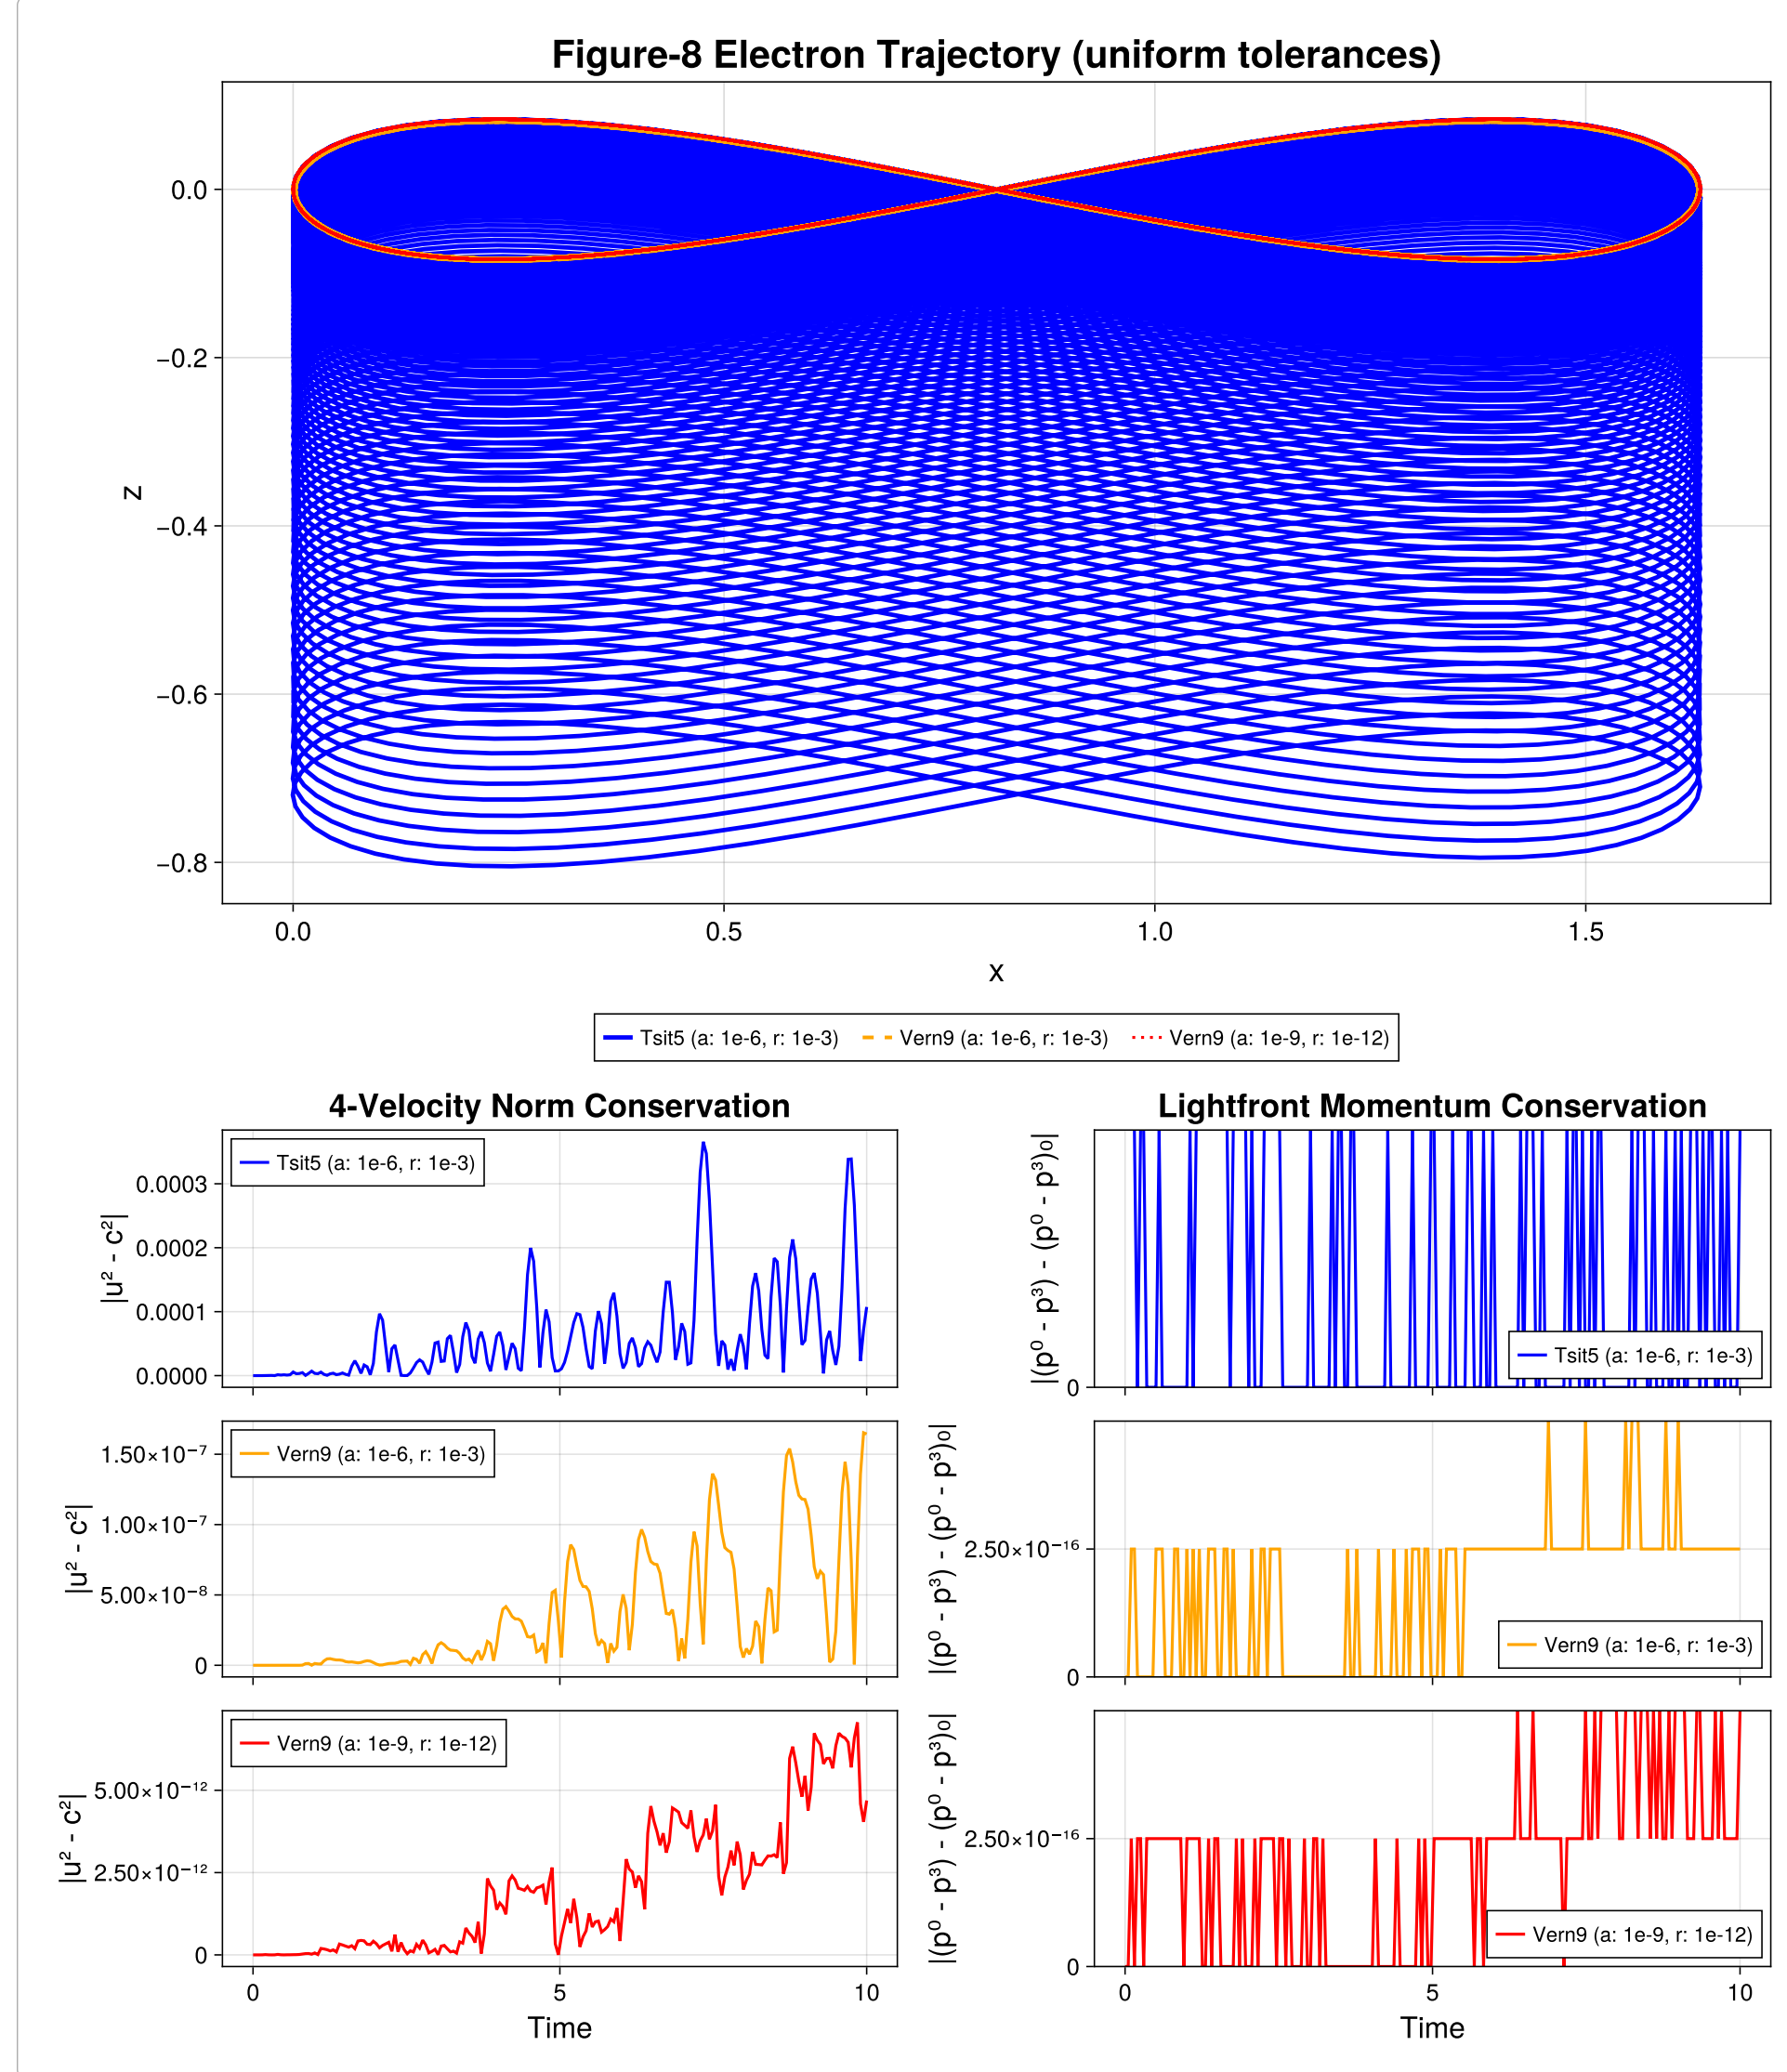 Figure-8 Electron Trajectory (uniform tolerances)
0.0
−0.2
−0.4
−0.6
−0.8
z
0.0 0.5 1.0 1.5
x
Tsit5 (a: 1e-6, r: 1e-3) Vern9 (a: 1e-6, r: 1e-3) Vern9 (a: 1e-9, r: 1e-12)
4-Velocity Norm Conservation
Tsit5 (a: 1e-6, r: 1e-3)
0.0003
0.0002
0.0001
0.0000
|u² - c²|
Lightfront Momentum Conservation
|(p⁰ - p³) - (p⁰ - p³)₀|
Tsit5 (a: 1e-6, r: 1e-3)
0
Vern9 (a: 1e-6, r: 1e-3)
1.50×10⁻⁷
1.00×10⁻⁷
5.00×10⁻⁸
0
|u² - c²|
|(p⁰ - p³) - (p⁰ - p³)₀|
2.50×10⁻¹⁶
Vern9 (a: 1e-6, r: 1e-3)
0
Vern9 (a: 1e-9, r: 1e-12)
5.00×10⁻¹²
2.50×10⁻¹²
0
|u² - c²|
0 5 10
Time
|(p⁰ - p³) - (p⁰ - p³)₀|
2.50×10⁻¹⁶
Vern9 (a: 1e-9, r: 1e-12)
0
0 5 10
Time